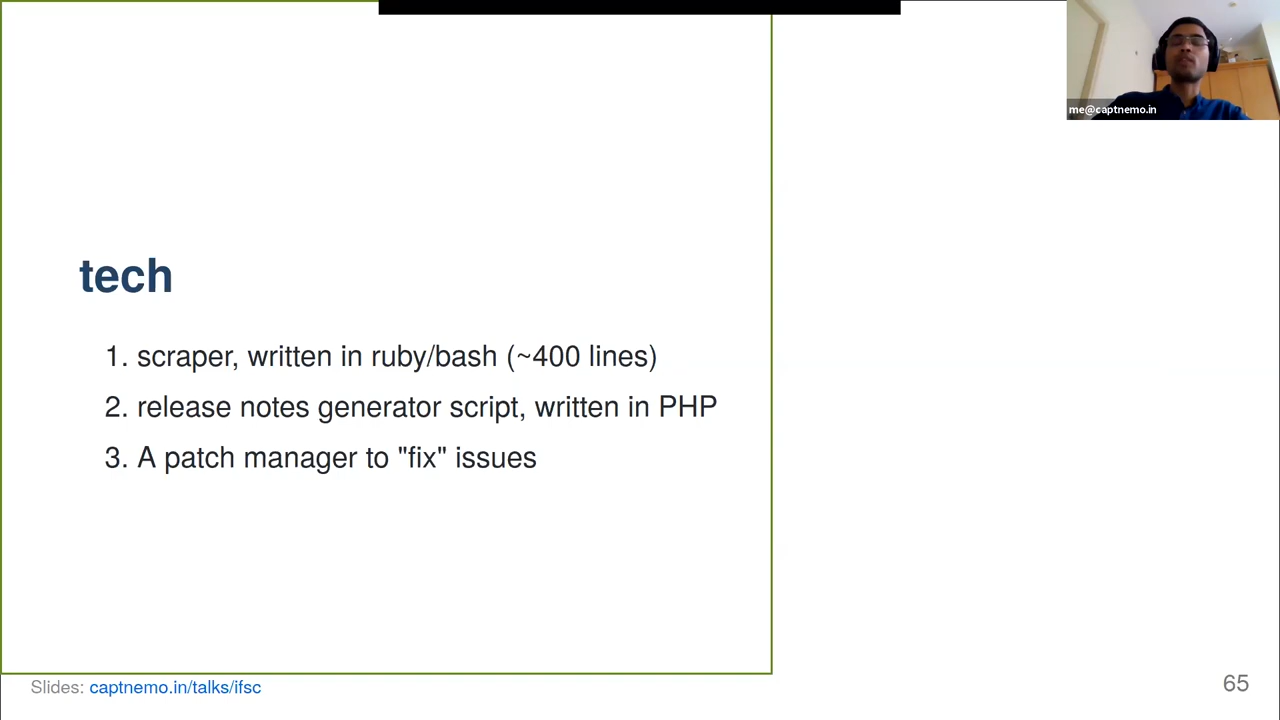 me@captnemo.in
tech
1. scraper, written in ruby/bash (~400 lines)
2. release notes generator script, written in PHP
3. A patch manager to "fix" issues
Slides: captnemo.in/talks/ifsc
65